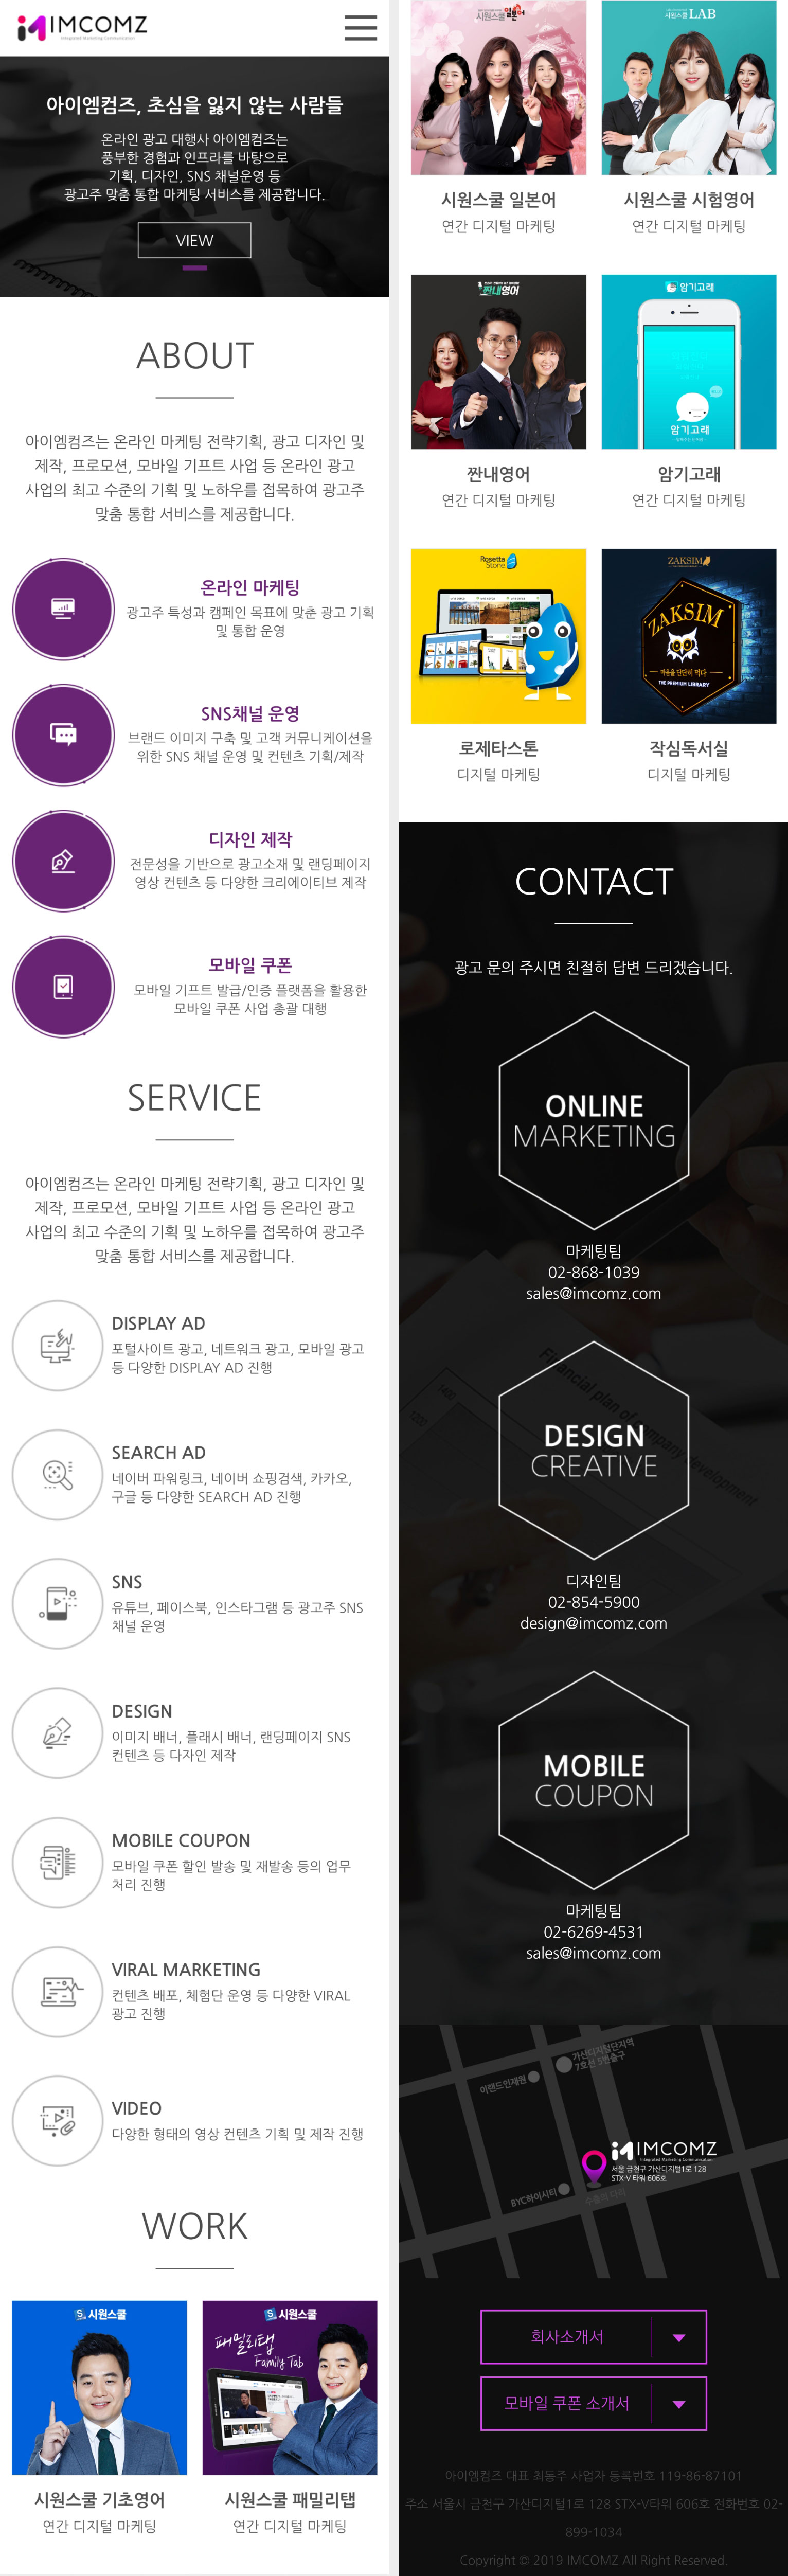 IMCOMZ
Integrated Marketing Communication
아이엠컴즈, 초심을 잃지 않는 사람들
온라인 광고 대행사 아이엠컴즈는
풍부한 경험과 인프라를 바탕으로
기획, 디자인, SNS 채널운영 등
광고주 맞춤 통합 마케팅 서비스를 제공합니다.
VIEW
ABOUT
아이엠컴즈는 온라인 마케팅 전략기획, 광고 디자인 및
제작, 프로모션, 모바일 기프트 사업 등 온라인 광고
사업의 최고 수준의 기획 및 노하우를 접목하여 광고주
맞춤 통합 서비스를 제공합니다.
온라인 마케팅
광고주 특성과 캠페인 목표에 맞춘 광고 기획
및 통합 운영
SNS채널 운영
브랜드 이미지 구축 및 고객 커뮤니케이션을
위한 SNS 채널 운영 및 컨텐츠 기획/제작
디자인 제작
전문성을 기반으로 광고소재 및 랜딩페이지
영상 컨텐츠 등 다양한 크리에이티브 제작
모바일 쿠폰
모바일 기프트 발급/인증 플랫폼을 활용한
모바일 쿠폰 사업 총괄 대행
SERVICE
아이엠컴즈는 온라인 마케팅 전략기획, 광고 디자인 및
제작, 프로모션, 모바일 기프트 사업 등 온라인 광고
사업의 최고 수준의 기획 및 노하우를 접목하여 광고주
맞춤 통합 서비스를 제공합니다.
DISPLAY AD
포털사이트 광고, 네트워크 광고, 모바일 광고
등 다양한 DISPLAY AD 진행
SEARCH AD
네이버 파워링크, 네이버 쇼핑검색, 카카오,
구글 등 다양한 SEARCH AD 진행
SNS
유튜브, 페이스북, 인스타그램 등 광고주 SNS
채널 운영
DESIGN
이미지 배너, 플래시 배너, 랜딩페이지 SNS
컨텐츠 등 다자인 제작
MOBILE COUPON
모바일 쿠폰 할인 발송 및 재발송 등의 업무
처리 진행
VIRAL MARKETING
컨텐츠 배포, 체험단 운영 등 다양한 VIRAL
광고 진행
VIDEO
다양한 형태의 영상 컨텐츠 기획 및 제작 진행
WORK
시원스쿨
시원스쿨
패밀리탭
Family Tab
시원스쿨 기초영어
시원스쿨 패밀리탭
연간 디지털 마케팅
연간 디지털 마케팅
시원스쿨 일본어
시원스쿨 LAB
시원스쿨 일본어
시원스쿨 시험영어
연간 디지털 마케팅
연간 디지털 마케팅
짠내영어
암기고래
암기고래
짠내영어
암기고래
연간 디지털 마케팅
연간 디지털 마케팅
Rosetta
Stone
ZAKSIM
ZAKSIM
마음을 단단히 먹다
THE PREMIUM LIBRARY
로제타스톤
작심독서실
디지털 마케팅
디지털 마케팅
CONTACT
광고 문의 주시면 친절히 답변 드리겠습니다.
ONLINE
MARKETING
마케팅팀
02-868-1039
sales@imcomz.com
1400
1200
Financial plan of company development
DESIGN
CREATIVE
디자인팀
02-854-5900
design@imcomz.com
MOBILE
COUPON
마케팅팀
02-6269-4531
sales@imcomz.com
가산디지털단지역
7호선 5번출구
이랜드인재원
IMCOMZ
Integrated Marketing Communication
서울 금천구 가산디지털1로 128
STX-V 타워 606호
BYC하이시티
수출의 다리
회사소개서
모바일 쿠폰 소개서
아이엠컴즈 대표 최동주 사업자 등록번호 119-86-87101
주소 서울시 금천구 가산디지털1로 128 STX-V타워 606호 전화번호 02-
899-1034
Copyright © 2019 IMCOMZ All Right Reserved.